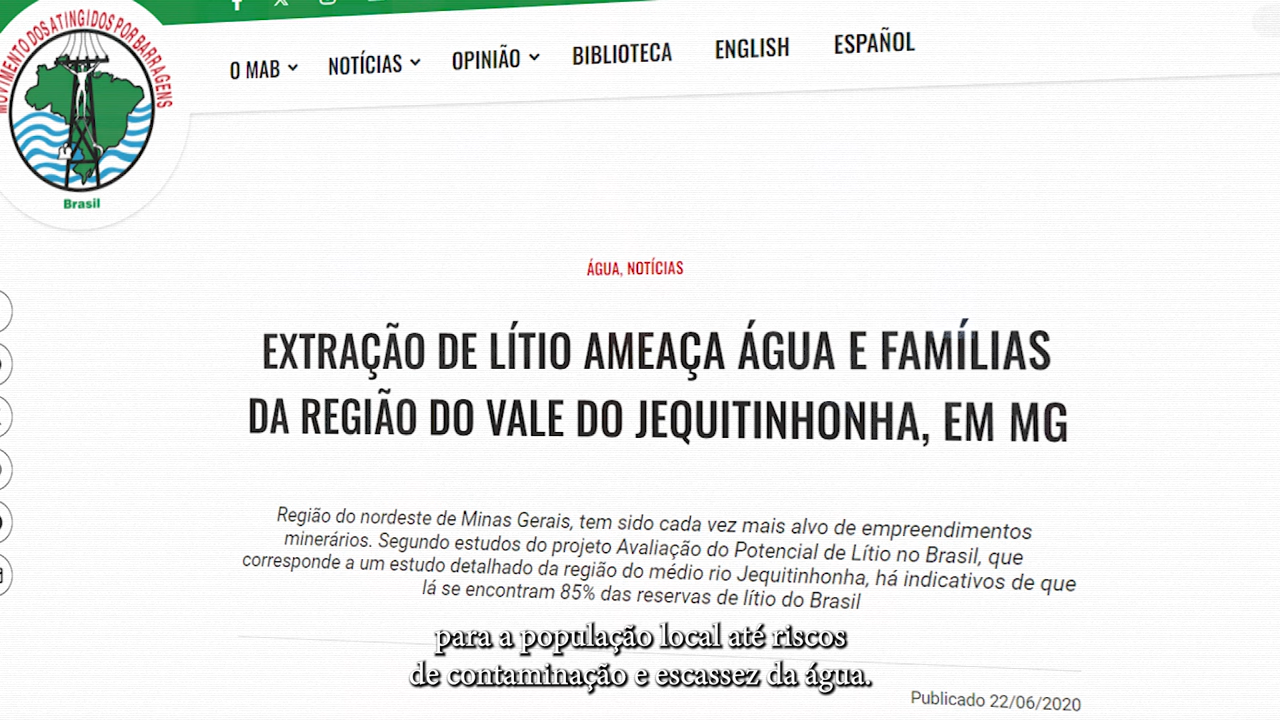 MOVIMENTO DOS ATINGIDOS POR BARRAGENS
Brasil
O MAB
NOTÍCIAS
OPINIÃO
BIBLIOTECA
ENGLISH
ESPAÑOL
ÁGUA, NOTÍCIAS
EXTRAÇÃO DE LÍTIO AMEAÇA ÁGUA E FAMÍLIAS
DA REGIÃO DO VALE DO JEQUITINHONHA, EM MG
Região do nordeste de Minas Gerais, tem sido cada vez mais alvo de empreendimentos
minerários. Segundo estudos do projeto Avaliação do Potencial de Lítio no Brasil, que
corresponde a um estudo detalhado da região do médio rio Jequitinhonha, há indicativos de que
lá se encontram 85% das reservas de lítio do Brasil
para a população local até riscos
de contaminação e escassez da água.
Publicado 22/06/2020